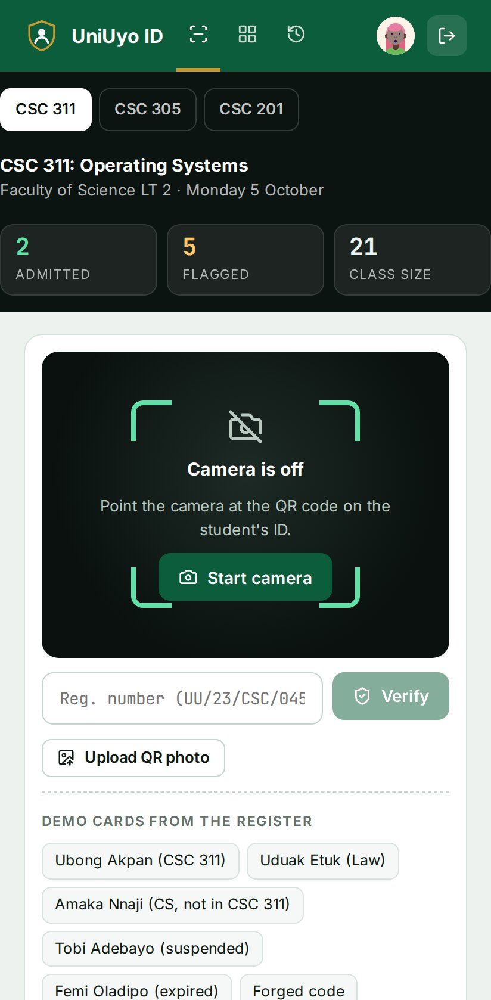 UniUyo ID
CSC 311 CSC 305 CSC 201
CSC 311: Operating Systems
Faculty of Science LT 2 · Monday 5 October
2 5 21
ADMITTED FLAGGED CLASS SIZE
Camera is off
Point the camera at the QR code on the
student's ID.
Start camera
Reg. number (UU/23/CSC/045 Verify
Upload QR photo
DEMO CARDS FROM THE REGISTER
Ubong Akpan (CSC 311) Uduak Etuk (Law)
Amaka Nnaji (CS, not in CSC 311)
Tobi Adebayo (suspended)
Femi Oladipo (expired) Forged code